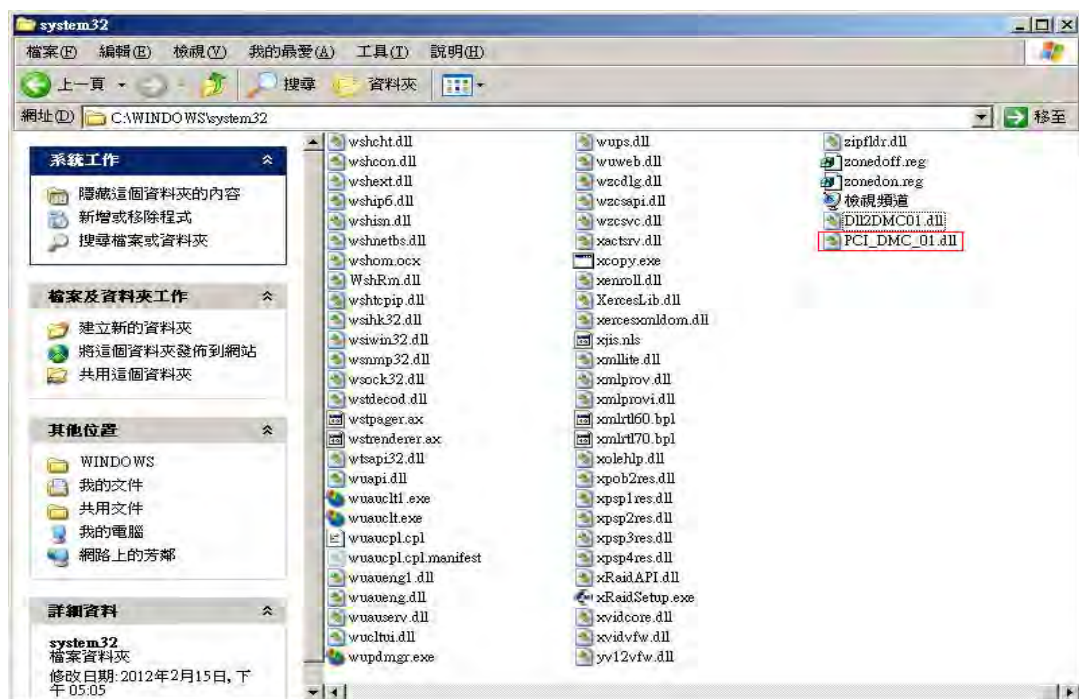 system32
檔案(F) 編輯(E) 檢視(V) 我的最愛(A) 工具(T) 說明(H)
上一頁 搜尋 資料夾
網址(D) C:\WINDOWS\system32 移至
系統工作
隱藏這個資料夾的內容
新增或移除程式
搜尋檔案或資料夾
檔案及資料夾工作
建立新的資料夾
將這個資料夾發佈到網站
共用這個資料夾
其他位置
WINDOWS
我的文件
共用文件
我的電腦
網路上的芳鄰
詳細資料
system32
檔案資料夾
修改日期: 2012年2月15日, 下
午 05:05
wshcht.dll
wshcon.dll
wshext.dll
wship6.dll
wshisn.dll
wshnetbs.dll
wshom.ocx
WshRm.dll
wshtcpip.dll
wsihk32.dll
wsiwin32.dll
wsnmp32.dll
wsock32.dll
wstdecod.dll
wstpager.ax
wstrenderer.ax
wtsapi32.dll
wuapi.dll
wuauclt1.exe
wuauclt.exe
wuaucpl.cpl
wuaucpl.cpl.manifest
wuaueng1.dll
wuaueng.dll
wuauserv.dll
wucltui.dll
wupdmgr.exe
wups.dll
wuweb.dll
wzcdlg.dll
wzcsapi.dll
wzcsvc.dll
xactsrv.dll
xcopy.exe
xenroll.dll
XercesLib.dll
xercesxmldom.dll
xjis.nls
xmllite.dll
xmlprov.dll
xmlprovi.dll
xmlrtl60.bpl
xmlrtl70.bpl
xolehlp.dll
xpob2res.dll
xpsp1res.dll
xpsp2res.dll
xpsp3res.dll
xpsp4res.dll
xRaidAPI.dll
xRaidSetup.exe
xvidcore.dll
xvidvfw.dll
yv12vfw.dll
zipfldr.dll
zonedoff.reg
zonedon.reg
檢視頻道
Dll2DMC01.dll
PCI_DMC_01.dll